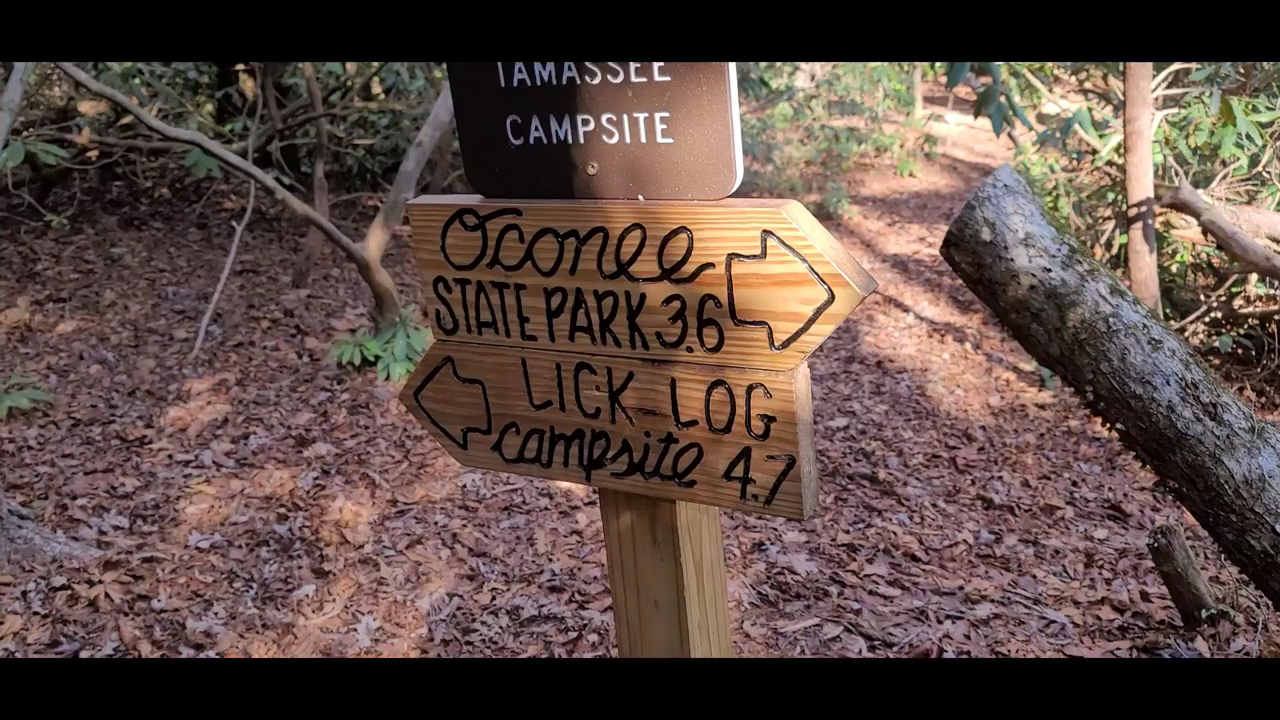 TAMASSEE
CAMPSITE
Oconee
STATE PARK 3.6
LICK LOG
campsite 4.7